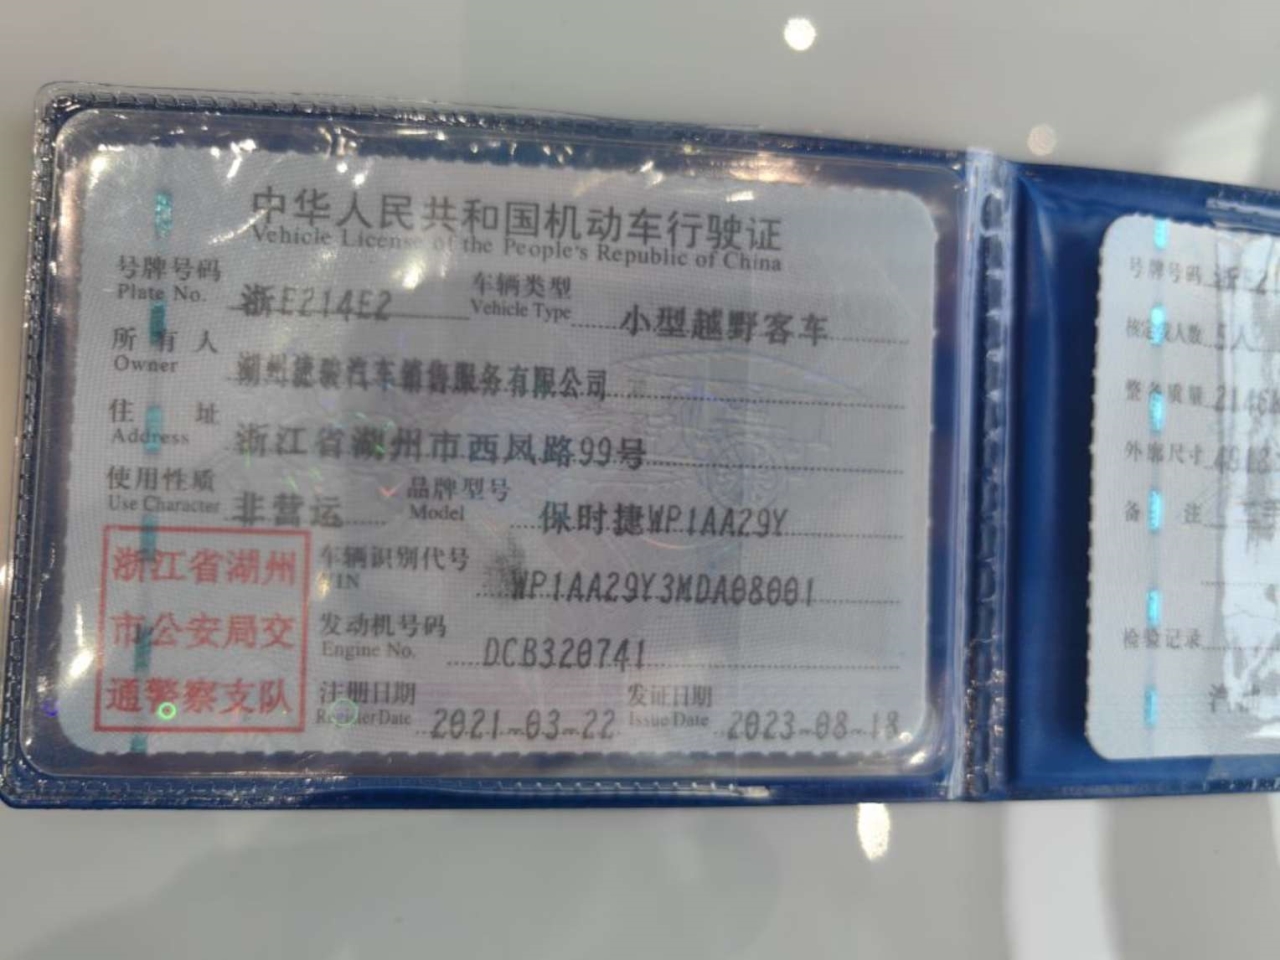 中华人民共和国机动车行驶证
Vehicle License of the People's Republic of China
号牌号码 浙E214E2 车辆类型 小型越野客车
Plate No. Vehicle Type
所有人 湖州捷骏汽车销售服务有限公司
Owner
住址 浙江省湖州市西凤路99号
Address
使用性质 非营运 品牌型号 保时捷WP1AA29Y
Use Character Model
车辆识别代号 WP1AA29Y3MDA08001
VIN
发动机号码 DCB320741
Engine No.
注册日期 2021-03-22 发证日期 2023-08-18
Register Date Issue Date
浙江省湖州
市公安局交
通警察支队
号牌号码 浙E2
核定载人数 5人
整备质量 2146
外廓尺寸
备注
检验记录